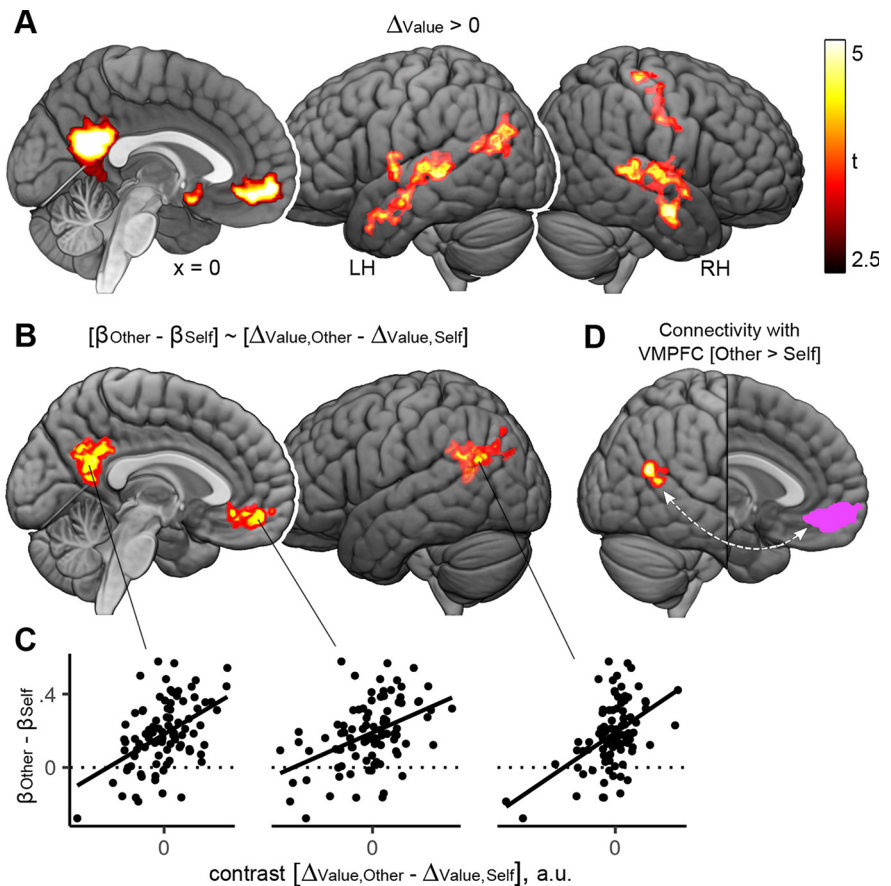 A
ΔValue > 0
5
t
2.5
x = 0
LH
RH
B
[βOther - βSelf] ~ [ΔValue,Other - ΔValue,Self]
D
Connectivity with
VMPFC [Other > Self]
C
βOther - βSelf
.4
0
0
0
0
contrast [ΔValue,Other - ΔValue,Self], a.u.